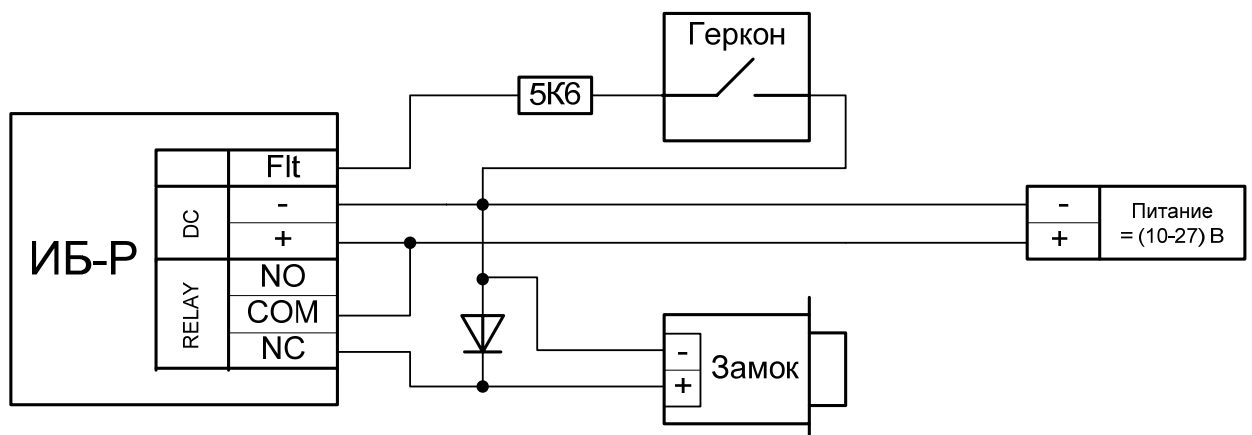 Геркон
5К6
Flt
DC
-
+
ИБ-Р
RELAY
NO
COM
NC
-
+
Питание
= (10-27) В
-
+
Замок